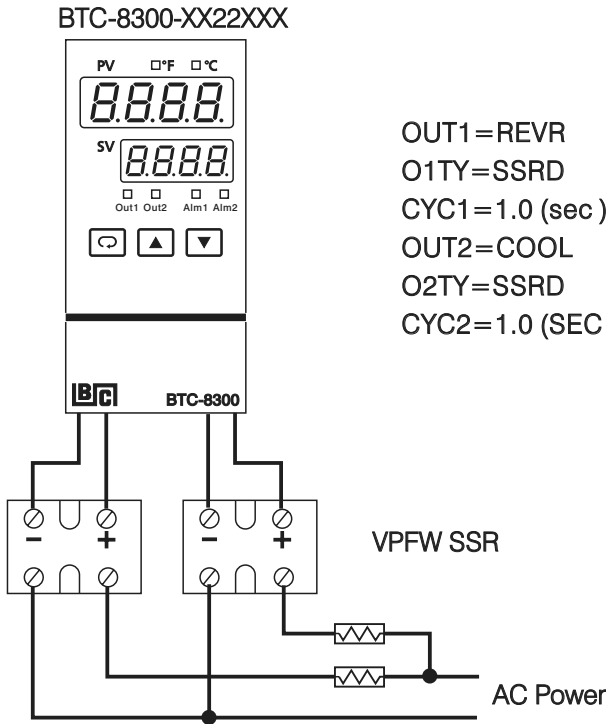 BTC-8300-XX22XXX
PV °F °C
8.8.8.8.
SV 8.8.8.8.
Out1 Out2 Alm1 Alm2
OUT1=REVR
O1TY=SSRD
CYC1=1.0 (sec )
OUT2=COOL
O2TY=SSRD
CYC2=1.0 (SEC
BC BTC-8300
− + − +
VPFW SSR
AC Power